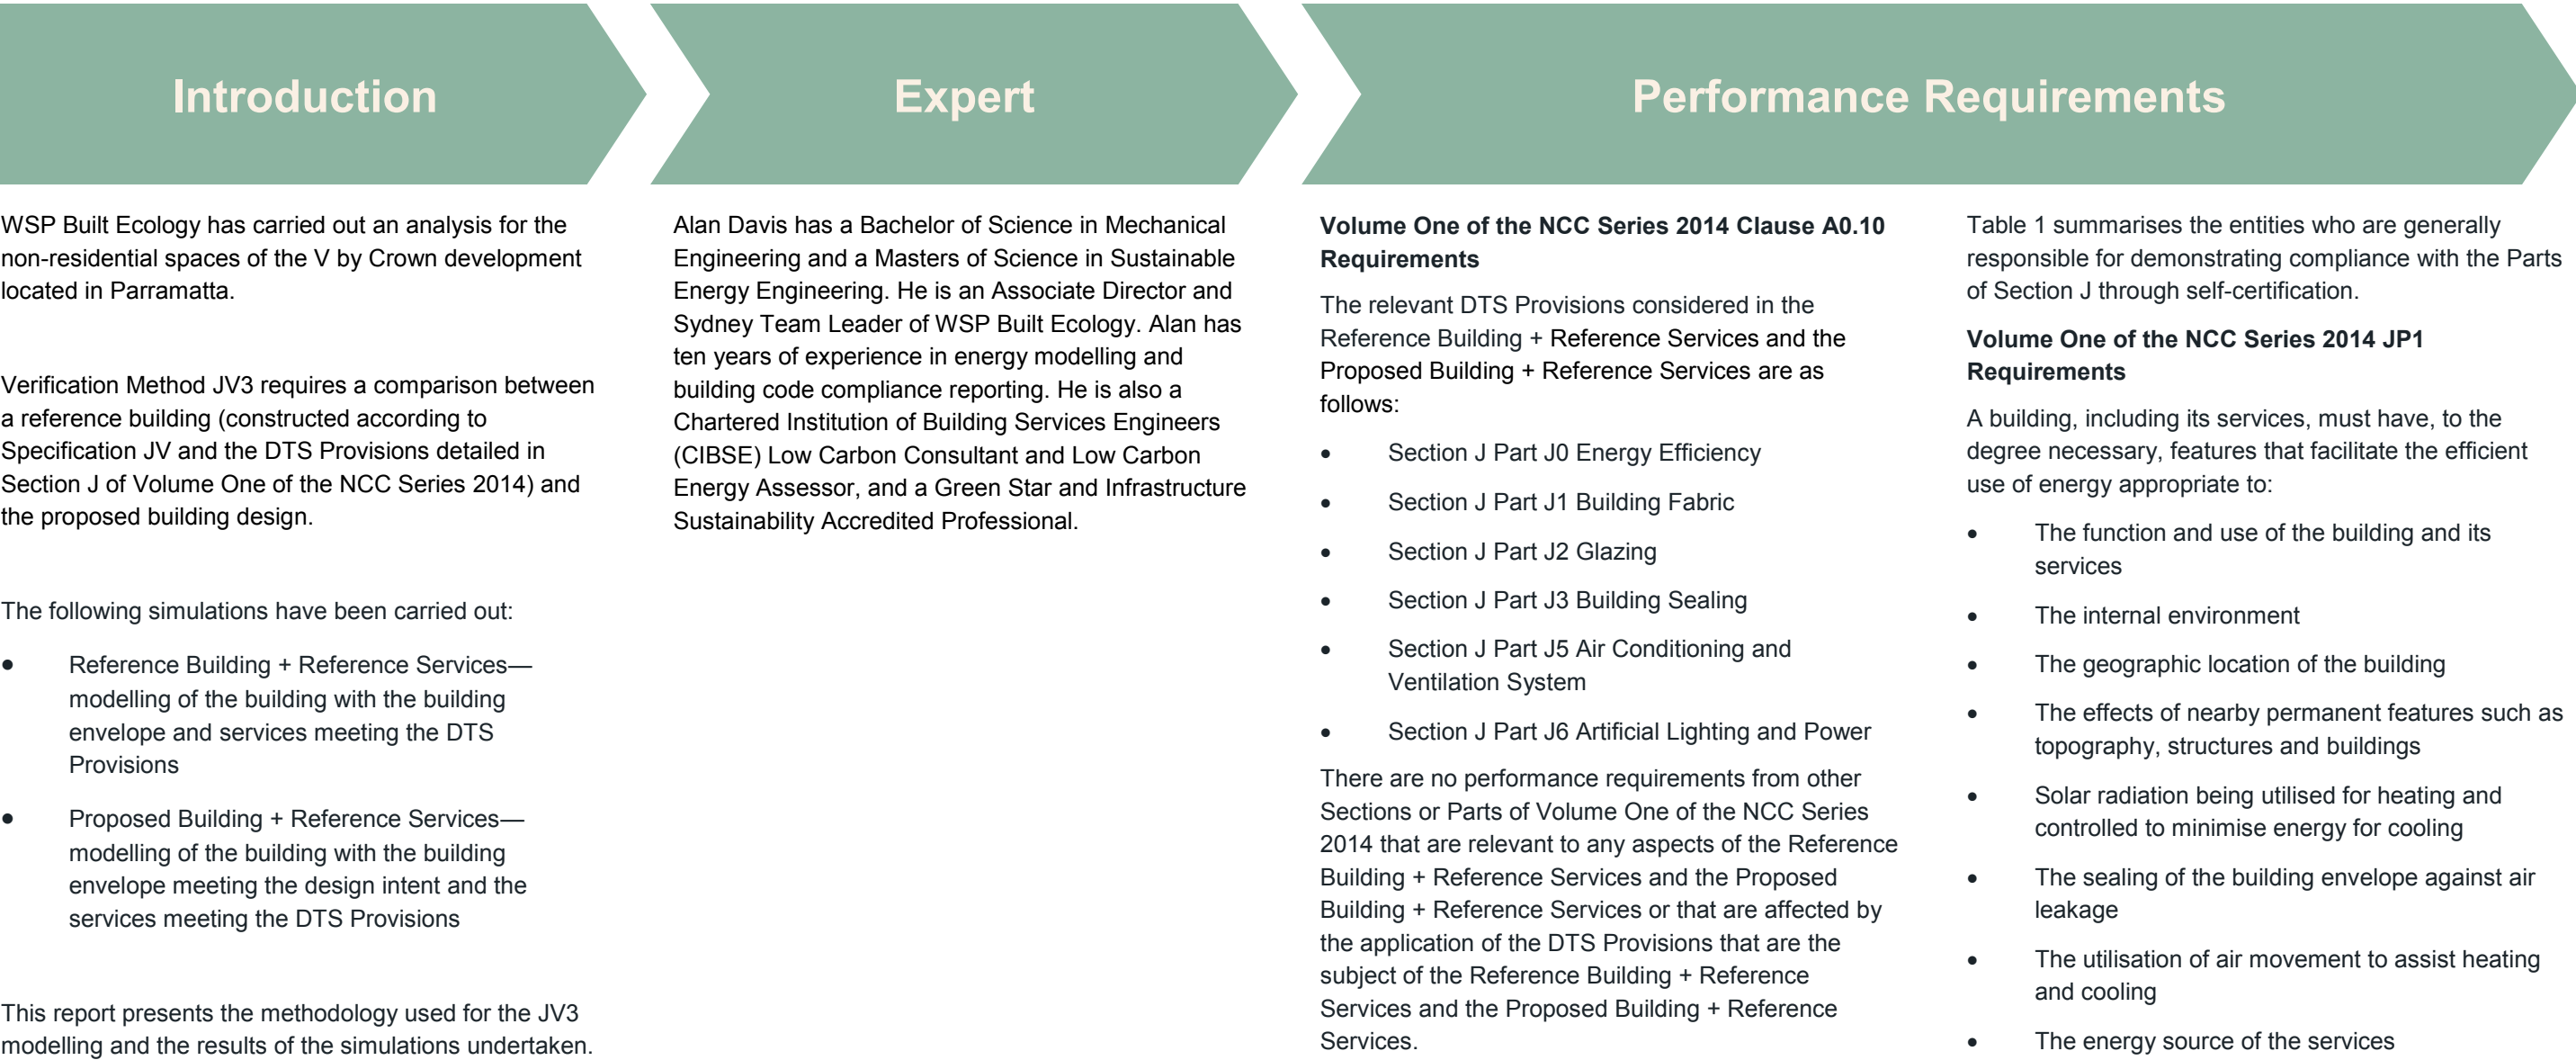 Introduction
WSP Built Ecology has carried out an analysis for the
non-residential spaces of the V by Crown development
located in Parramatta.
Verification Method JV3 requires a comparison between
a reference building (constructed according to
Specification JV and the DTS Provisions detailed in
Section J of Volume One of the NCC Series 2014) and
the proposed building design.
The following simulations have been carried out:
• Reference Building + Reference Services—
modelling of the building with the building
envelope and services meeting the DTS
Provisions
• Proposed Building + Reference Services—
modelling of the building with the building
envelope meeting the design intent and the
services meeting the DTS Provisions
This report presents the methodology used for the JV3
modelling and the results of the simulations undertaken.
Expert
Alan Davis has a Bachelor of Science in Mechanical
Engineering and a Masters of Science in Sustainable
Energy Engineering. He is an Associate Director and
Sydney Team Leader of WSP Built Ecology. Alan has
ten years of experience in energy modelling and
building code compliance reporting. He is also a
Chartered Institution of Building Services Engineers
(CIBSE) Low Carbon Consultant and Low Carbon
Energy Assessor, and a Green Star and Infrastructure
Sustainability Accredited Professional.
Performance Requirements
Volume One of the NCC Series 2014 Clause A0.10
Requirements
The relevant DTS Provisions considered in the
Reference Building + Reference Services and the
Proposed Building + Reference Services are as
follows:
• Section J Part J0 Energy Efficiency
• Section J Part J1 Building Fabric
• Section J Part J2 Glazing
• Section J Part J3 Building Sealing
• Section J Part J5 Air Conditioning and
Ventilation System
• Section J Part J6 Artificial Lighting and Power
There are no performance requirements from other
Sections or Parts of Volume One of the NCC Series
2014 that are relevant to any aspects of the Reference
Building + Reference Services and the Proposed
Building + Reference Services or that are affected by
the application of the DTS Provisions that are the
subject of the Reference Building + Reference
Services and the Proposed Building + Reference
Services.
Table 1 summarises the entities who are generally
responsible for demonstrating compliance with the Parts
of Section J through self-certification.
Volume One of the NCC Series 2014 JP1
Requirements
A building, including its services, must have, to the
degree necessary, features that facilitate the efficient
use of energy appropriate to:
• The function and use of the building and its
services
• The internal environment
• The geographic location of the building
• The effects of nearby permanent features such as
topography, structures and buildings
• Solar radiation being utilised for heating and
controlled to minimise energy for cooling
• The sealing of the building envelope against air
leakage
• The utilisation of air movement to assist heating
and cooling
• The energy source of the services